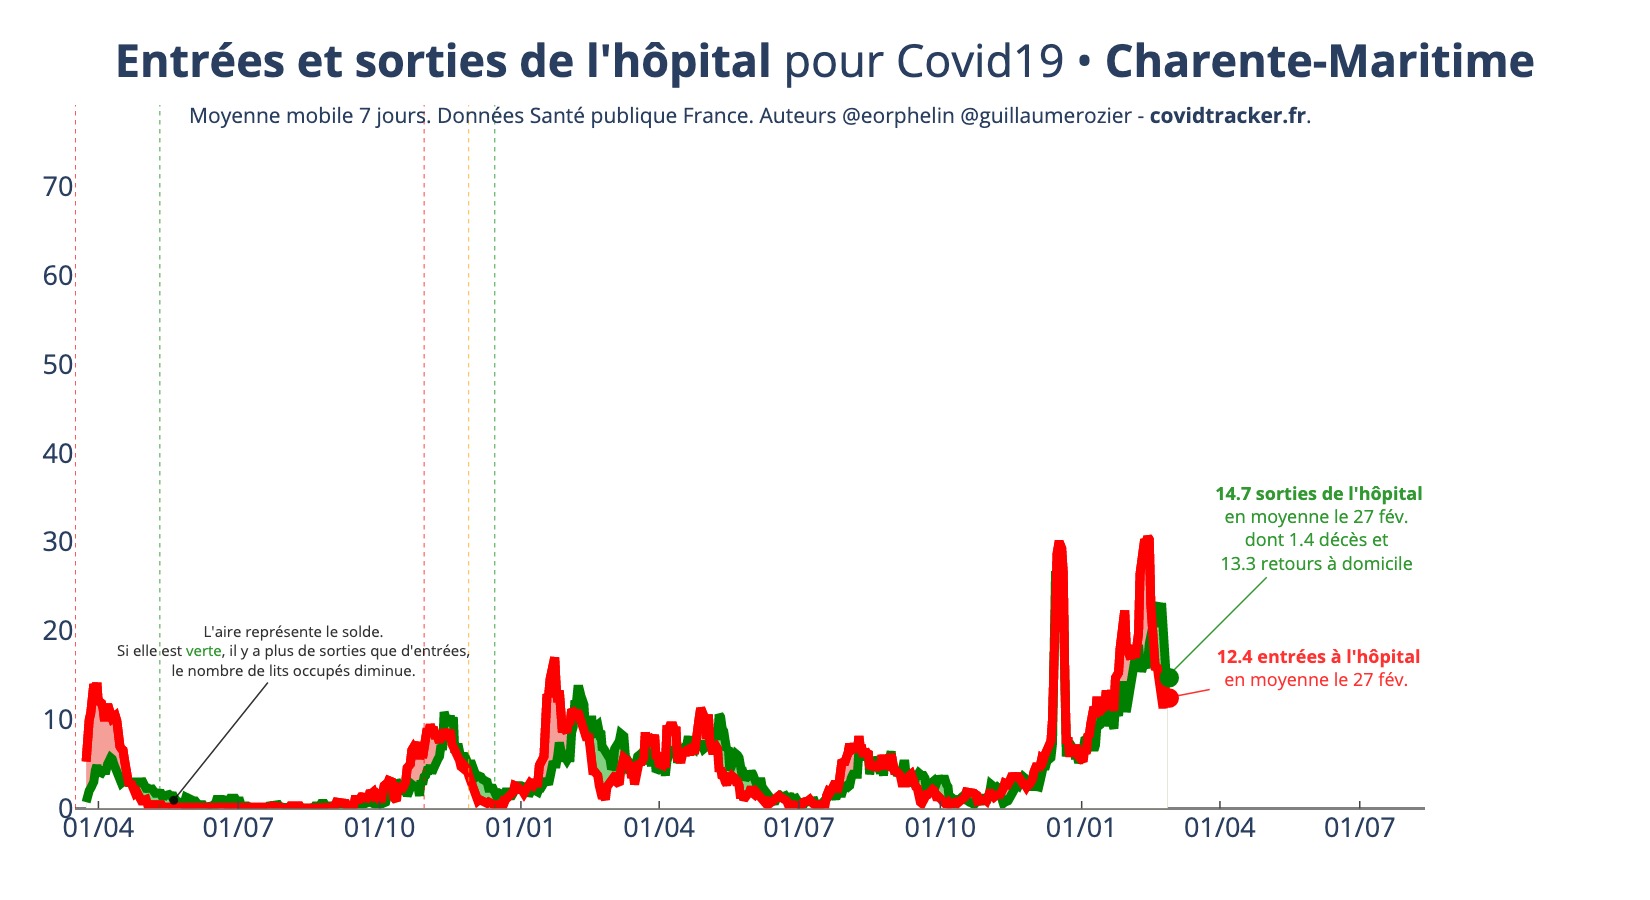 Entrées et sorties de l'hôpital pour Covid19 • Charente-Maritime
Moyenne mobile 7 jours. Données Santé publique France. Auteurs @eorphelin @guillaumerozier - covidtracker.fr.
70
60
50
40
30
20
10
0
14.7 sorties de l'hôpital
en moyenne le 27 fév.
dont 1.4 décès et
13.3 retours à domicile
L'aire représente le solde.
Si elle est verte, il y a plus de sorties que d'entrées,
le nombre de lits occupés diminue.
12.4 entrées à l'hôpital
en moyenne le 27 fév.
01/04 01/07 01/10 01/01 01/04 01/07 01/10 01/01 01/04 01/07